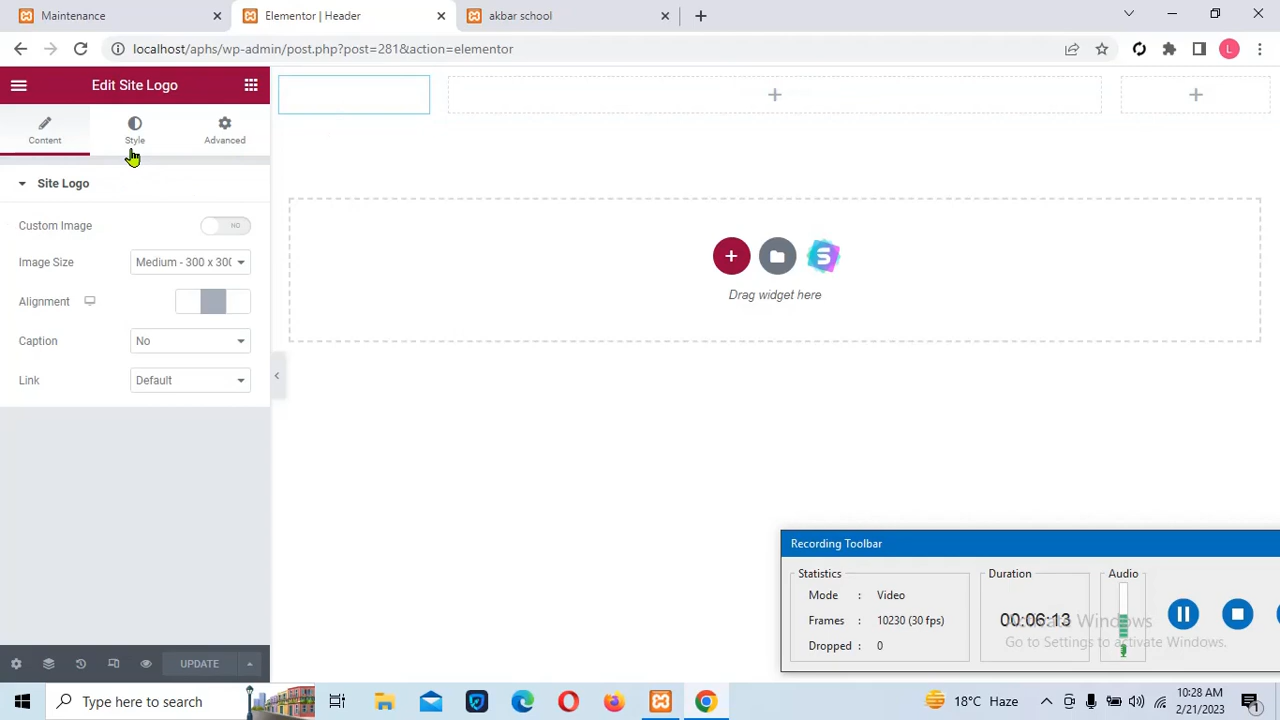 Maintenance
Elementor | Header
akbar school
localhost/aphs/wp-admin/post.php?post=281&action=elementor
L
Edit Site Logo
Content
Style
Advanced
Site Logo
Custom Image
NO
Image Size
Medium - 300 x 300
Alignment
Caption
No
Link
Default
Drag widget here
Recording Toolbar
Statistics
Duration
Audio
Mode : Video
Frames : 10230 (30 fps)
Dropped : 0
00:06:13
Activate Windows
Go to Settings to activate Windows.
UPDATE
Type here to search
18°C Haze
10:28 AM
2/21/2023
1